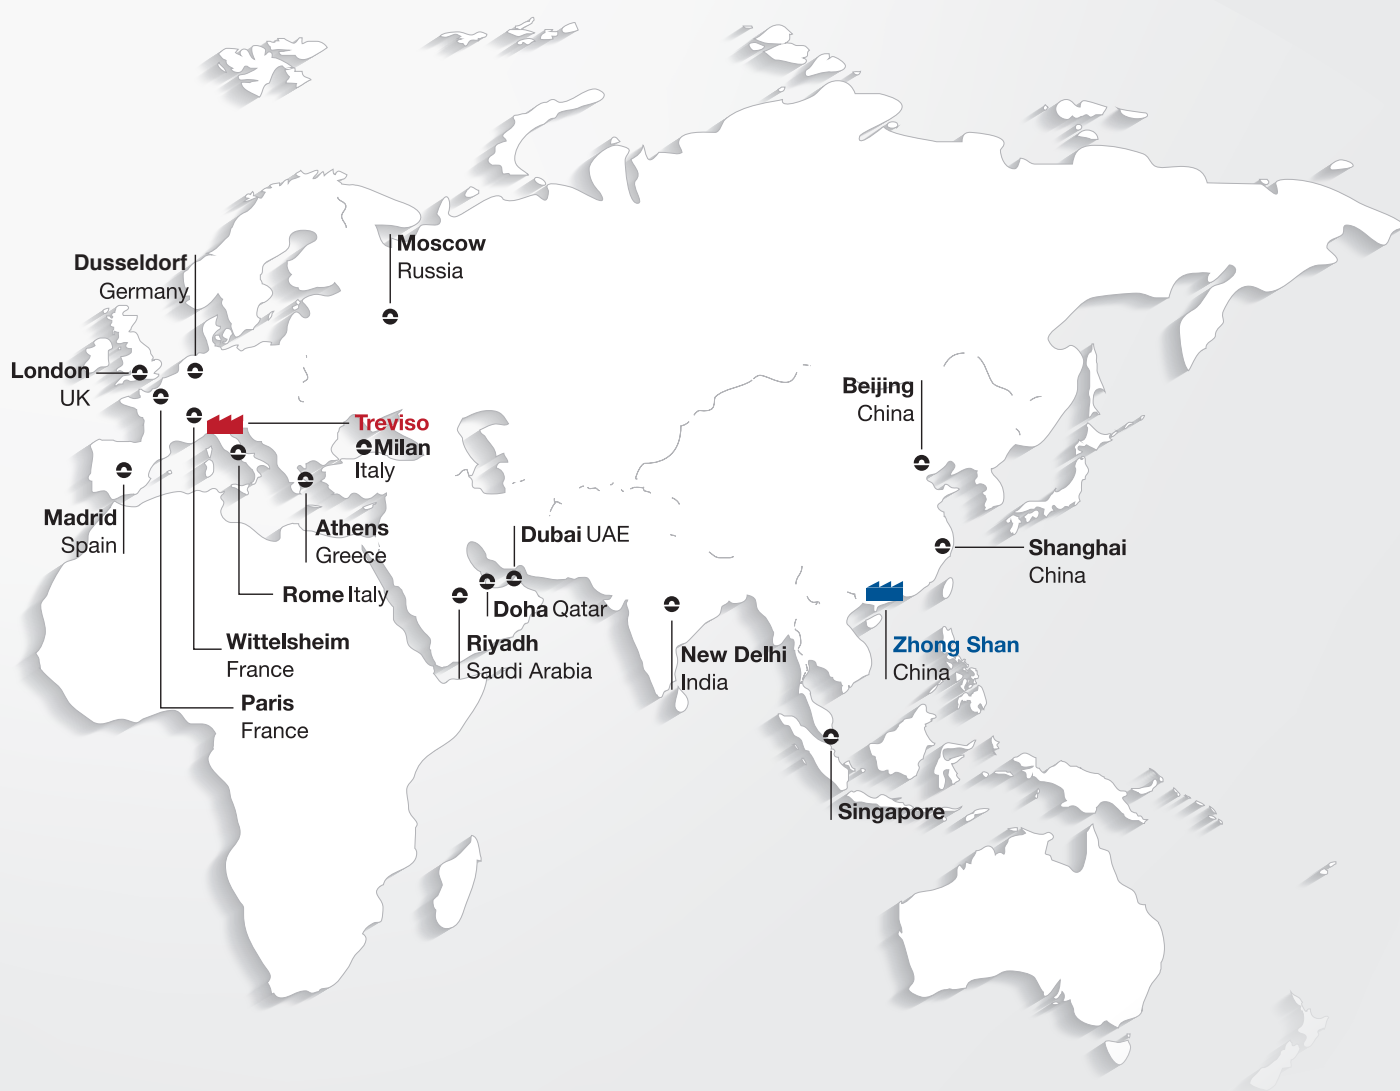 Moscow
Russia
Dusseldorf
Germany
London
UK
Treviso
Milan
Italy
Beijing
China
Madrid
Spain
Athens
Greece
Dubai UAE
Shanghai
China
Rome Italy
Doha Qatar
Riyadh
Saudi Arabia
Wittelsheim
France
New Delhi
India
Zhong Shan
China
Paris
France
Singapore